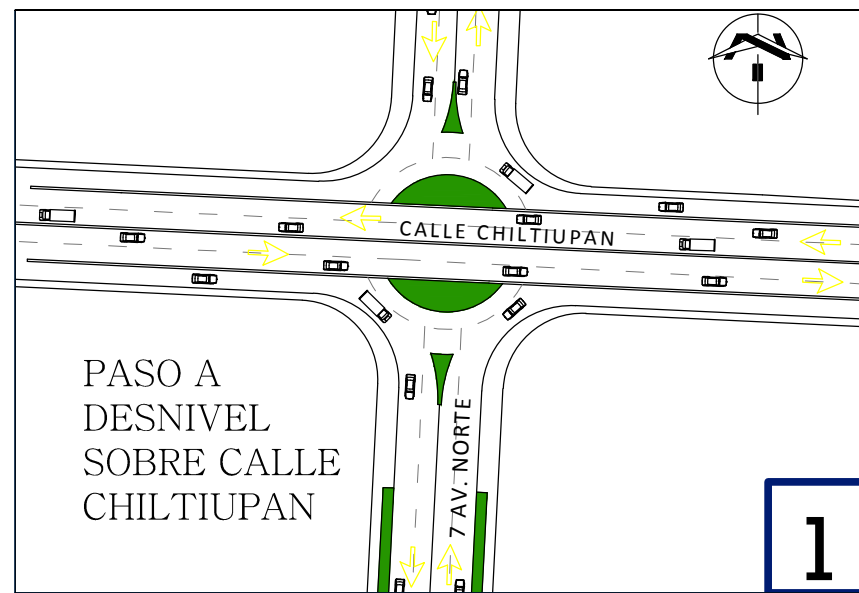 CALLE CHILTIUPAN
PASO A
DESNIVEL
SOBRE CALLE
CHILTIUPAN
7 AV. NORTE
1